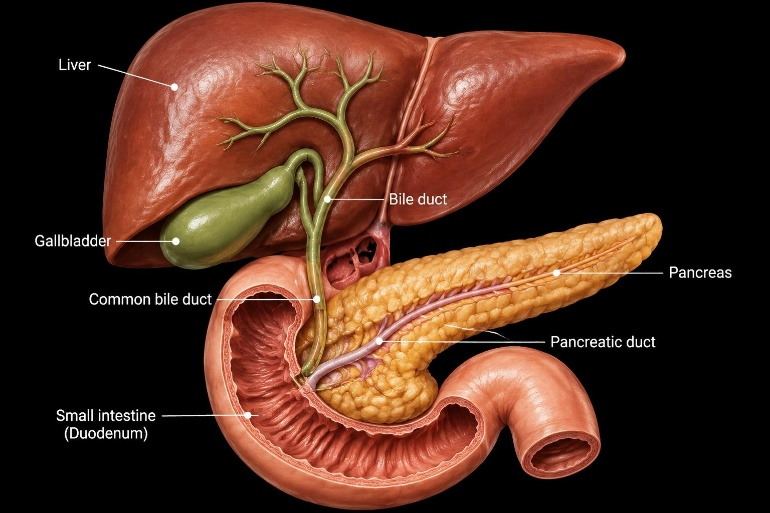 Liver
Bile duct
Gallbladder
Pancreas
Common bile duct
Pancreatic duct
Small intestine
(Duodenum)